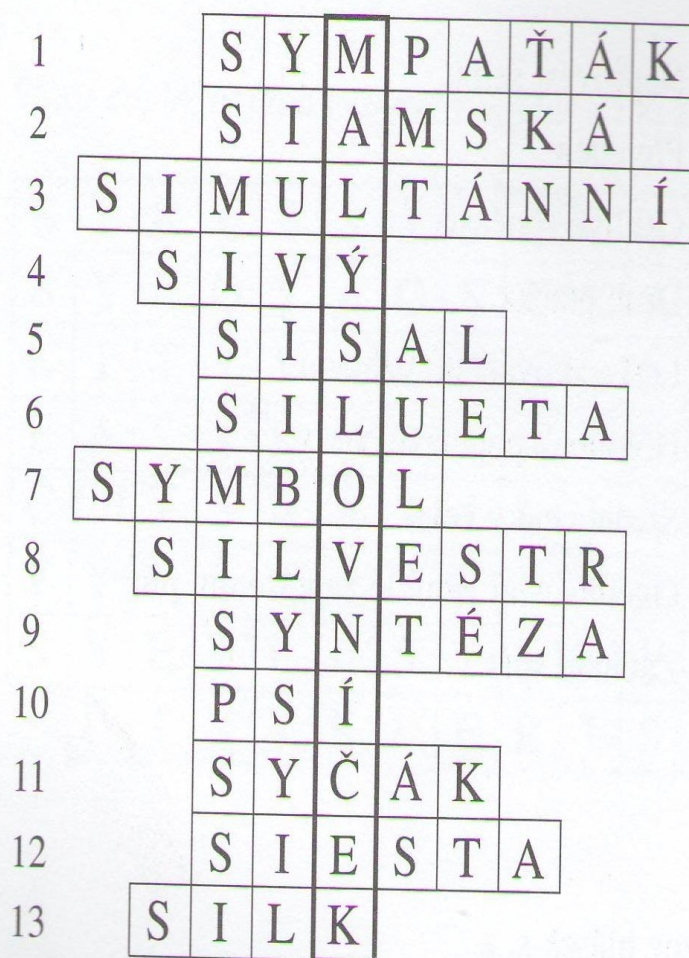 1 SYMPAŤÁK
2 SIAMSKÁ
3 SIMULTÁNNÍ
4 SIVÝ
5 SISAL
6 SILUETA
7 SYMBOL
8 SILVESTR
9 SYNTÉZA
10 PSÍ
11 SYČÁK
12 SIESTA
13 SILK